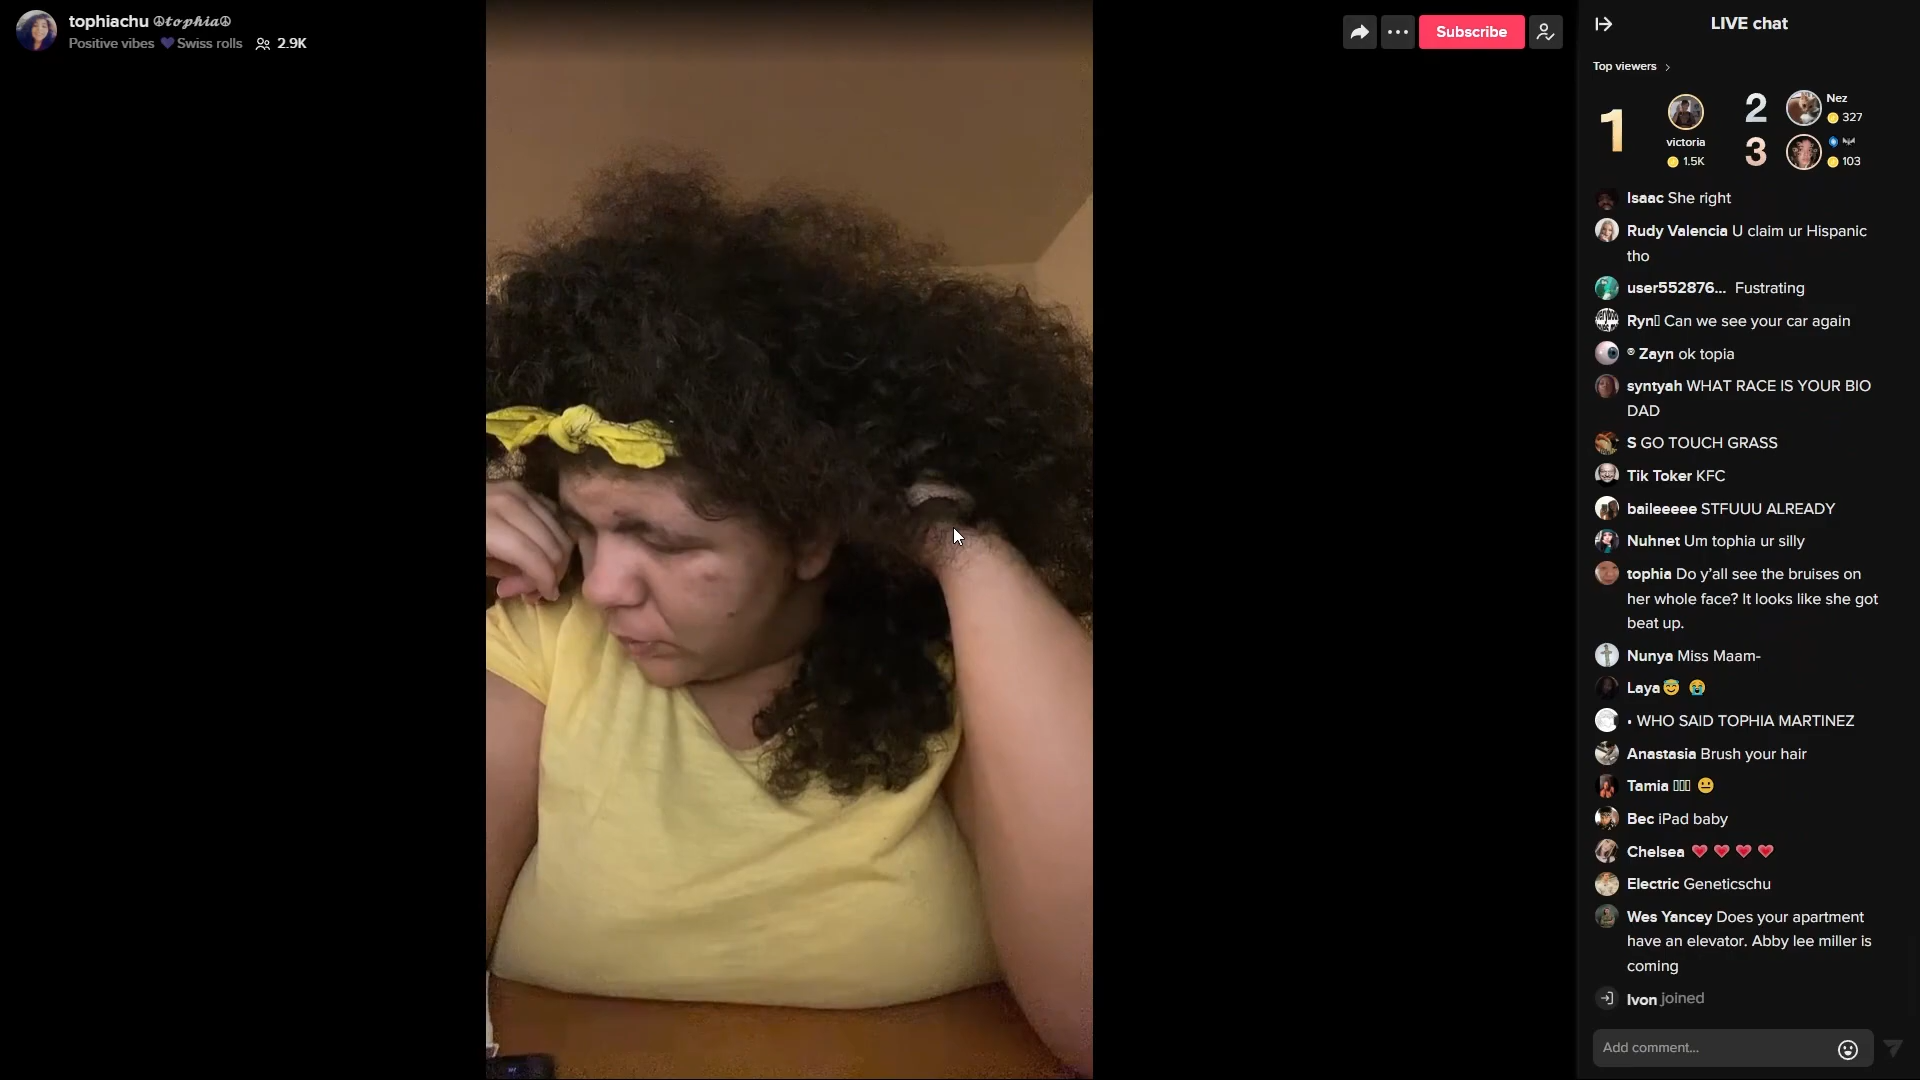 tophiachu ☮𝓽𝓸𝓹𝓱𝓲𝓪☮
Positive vibes 💜Swiss rolls 2.9K
Subscribe
LIVE chat
Top viewers >
1
victoria
1.5K
2
Nez
327
3
103
Isaac She right
Rudy Valencia U claim ur Hispanic
tho
user552876... Fustrating
Ryn Can we see your car again
® Zayn ok topia
syntyah WHAT RACE IS YOUR BIO
DAD
S GO TOUCH GRASS
Tik Toker KFC
baileeeee STFUUU ALREADY
Nuhnet Um tophia ur silly
tophia Do y'all see the bruises on
her whole face? It looks like she got
beat up.
Nunya Miss Maam-
Laya😇 😭
• WHO SAID TOPHIA MARTINEZ
Anastasia Brush your hair
Tamia 😐
Bec iPad baby
Chelsea ❤️ ❤️ ❤️ ❤️
Electric Geneticschu
Wes Yancey Does your apartment
have an elevator. Abby lee miller is
coming
Ivon joined
Add comment...